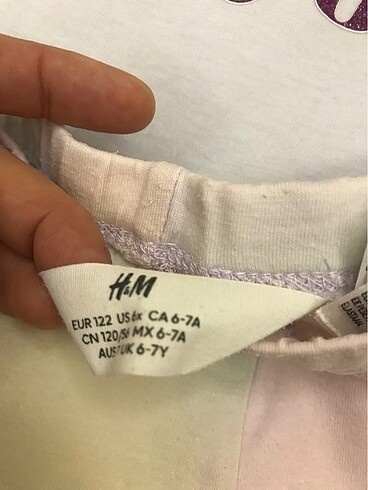 H&M
EUR 122 US 6x CA 6-7A
CN 120/56 MX 6-7A
AUS UK 6-7Y